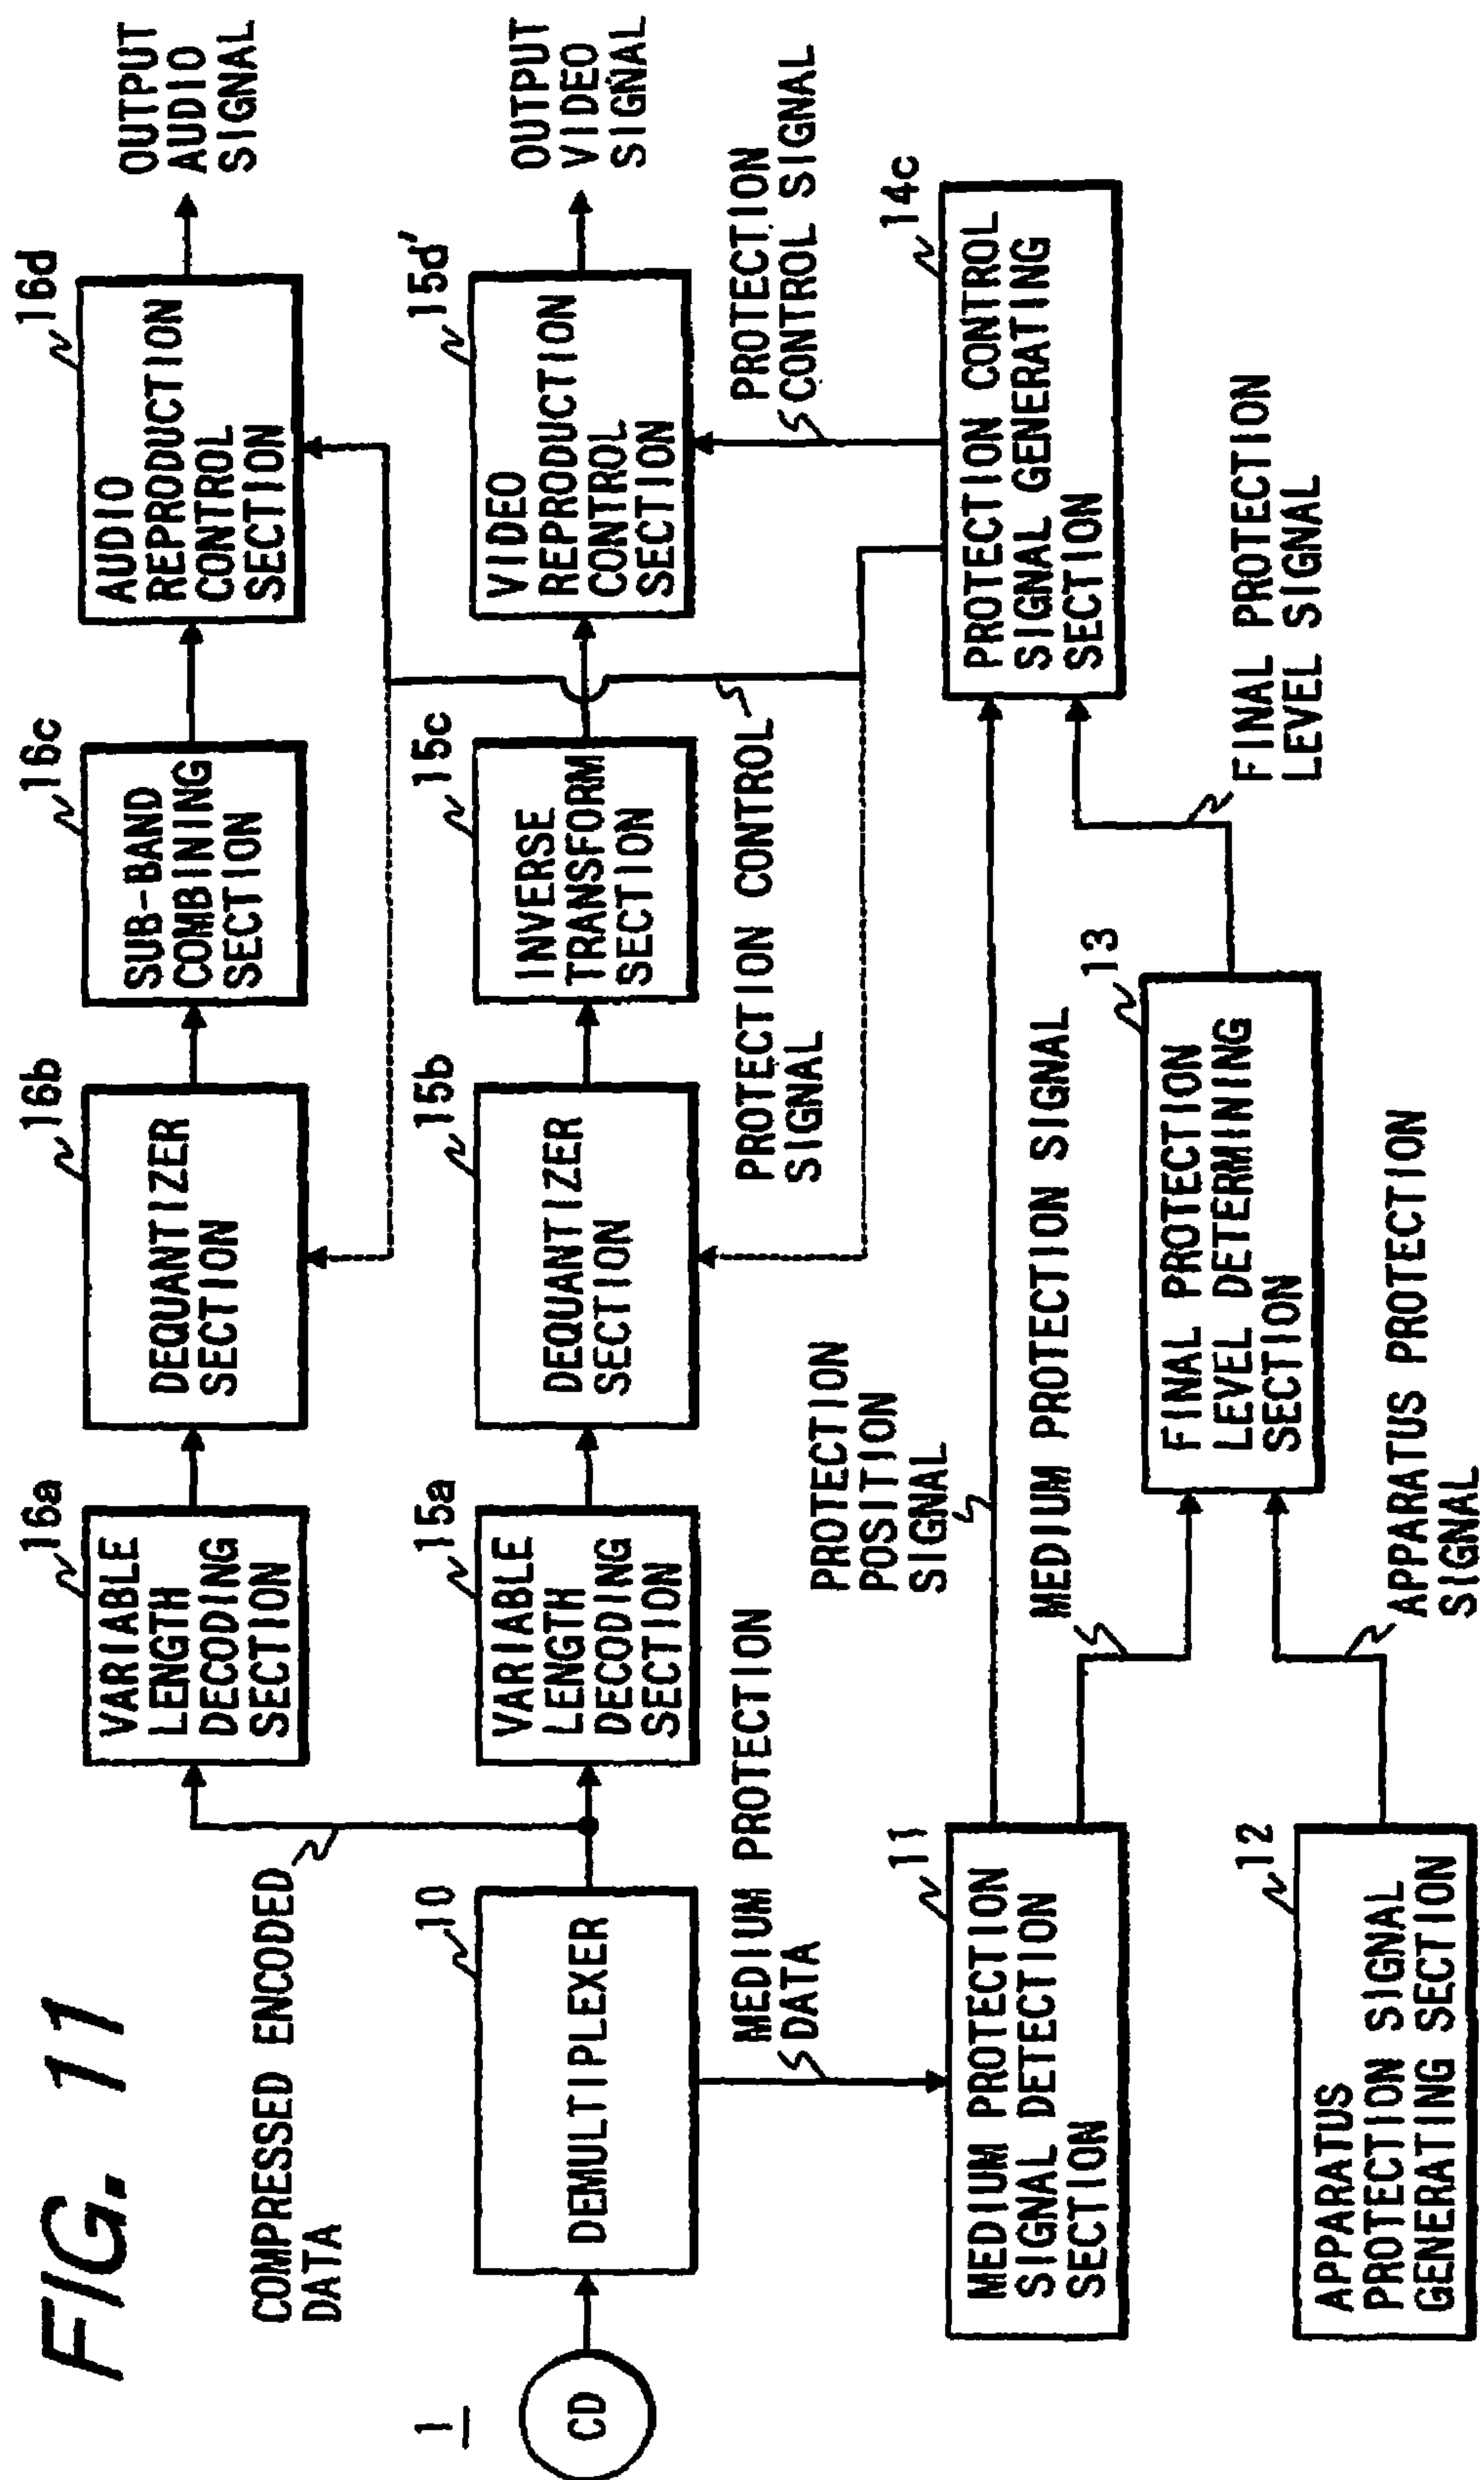 FIG. 11
1
CD
COMPRESSED ENCODED
DATA
10
DEMULTIPLEXER
MEDIUM PROTECTION
DATA
16a
VARIABLE
LENGTH
DECODING
SECTION
16b
DEQUANTIZER
SECTION
16c
SUB-BAND
COMBINING
SECTION
16d
AUDIO
REPRODUCTION
CONTROL
SECTION
OUTPUT
AUDIO
SIGNAL
15a
VARIABLE
LENGTH
DECODING
SECTION
15b
DEQUANTIZER
SECTION
15c
INVERSE
TRANSFORM
SECTION
15d'
VIDEO
REPRODUCTION
CONTROL
SECTION
OUTPUT
VIDEO
SIGNAL
PROTECTION CONTROL
SIGNAL
PROTECTION
CONTROL SIGNAL
11
MEDIUM PROTECTION
SIGNAL DETECTION
SECTION
PROTECTION
POSITION
SIGNAL
MEDIUM PROTECTION SIGNAL
14c
PROTECTION CONTROL
SIGNAL GENERATING
SECTION
12
APPARATUS
PROTECTION SIGNAL
GENERATING SECTION
APPARATUS PROTECTION
SIGNAL
13
FINAL PROTECTION
LEVEL DETERMINING
SECTION
FINAL PROTECTION
LEVEL SIGNAL